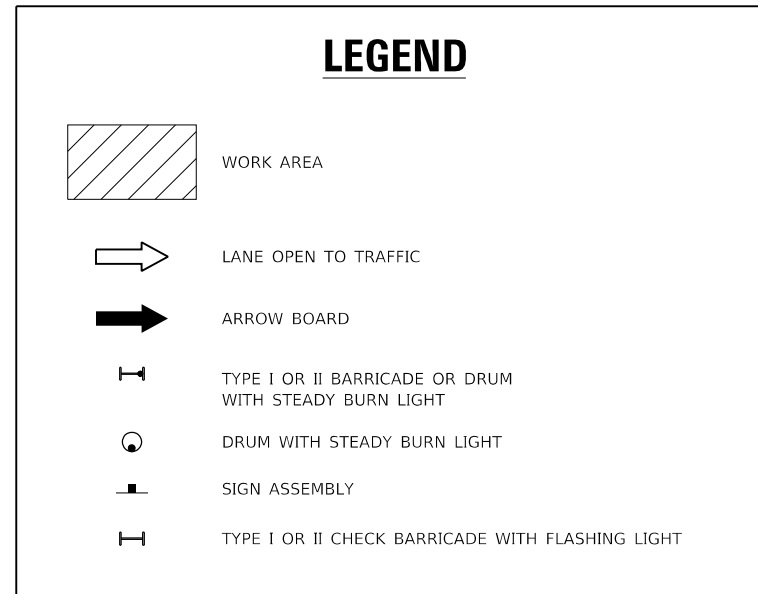 LEGEND
WORK AREA
LANE OPEN TO TRAFFIC
ARROW BOARD
TYPE I OR II BARRICADE OR DRUM
WITH STEADY BURN LIGHT
DRUM WITH STEADY BURN LIGHT
SIGN ASSEMBLY
TYPE I OR II CHECK BARRICADE WITH FLASHING LIGHT